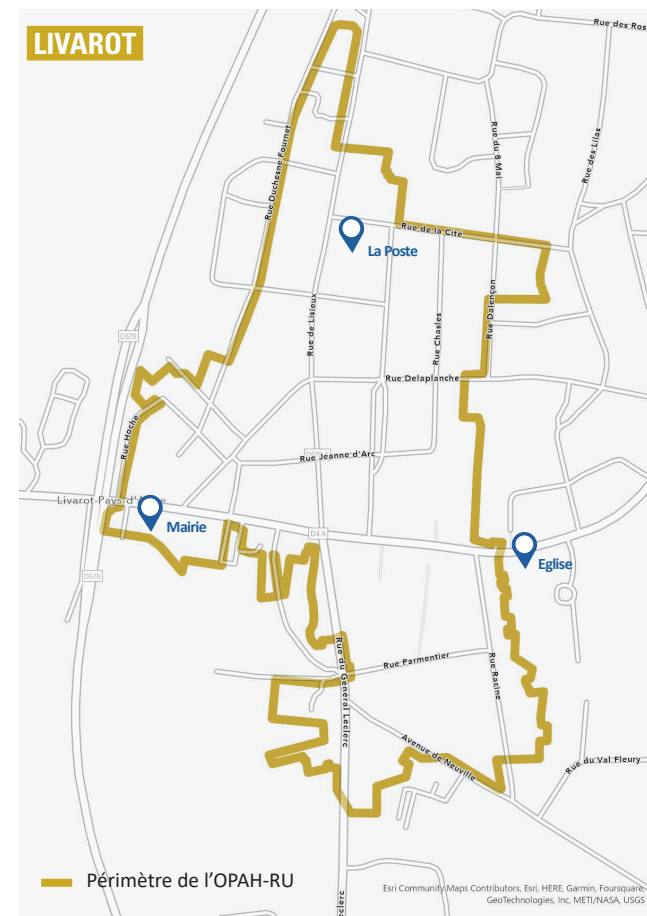 LIVAROT
Rue des Ros
Rue du 8 Mai
Rue des Lilas
Rue Duchesne Fournet
Rue de la Cité
La Poste
Rue de Lisieux
Rue Dalençon
Rue Chasles
D579
Rue Delaplanche
Rue Hoche
Rue Jeanne d'Arc
Livarot-Pays d'
Mairie
D4 A
Eglise
D579
Rue Parmentier
Rue du Général Leclerc
Rue Racine
Avenue de Neuville
Rue du Val Fleury
Périmètre de l'OPAH-RU
Leclerc
Esri Community Maps Contributors, Esri, HERE, Garmin, Foursquare,
GeoTechnologies, Inc, METI/NASA, USGS